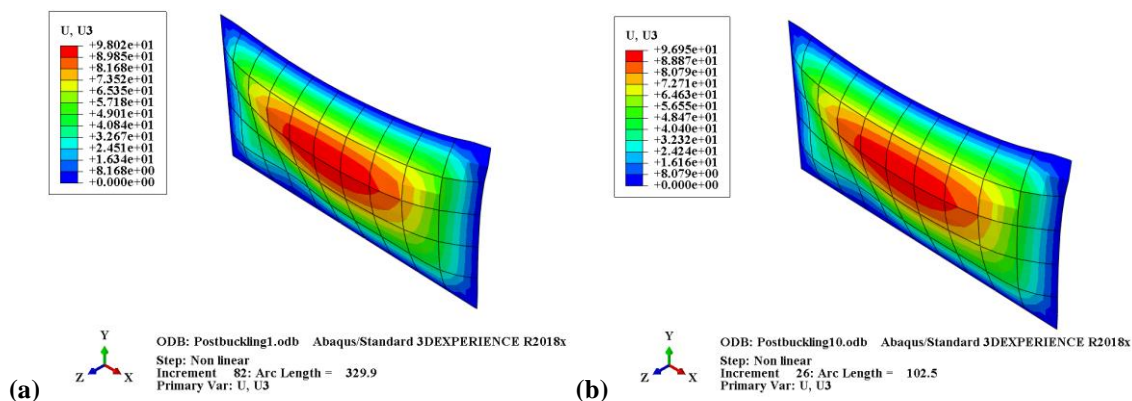 U, U3
+9.802e+01
+8.985e+01
+8.168e+01
+7.352e+01
+6.535e+01
+5.718e+01
+4.901e+01
+4.084e+01
+3.267e+01
+2.451e+01
+1.634e+01
+8.168e+00
+0.000e+00
Y
Z X
ODB: Postbuckling1.odb Abaqus/Standard 3DEXPERIENCE R2018x
Step: Non linear
Increment 82: Arc Length = 329.9
Primary Var: U, U3
(a)
U, U3
+9.695e+01
+8.887e+01
+8.079e+01
+7.271e+01
+6.463e+01
+5.655e+01
+4.847e+01
+4.040e+01
+3.232e+01
+2.424e+01
+1.616e+01
+8.079e+00
+0.000e+00
Y
Z X
ODB: Postbuckling10.odb Abaqus/Standard 3DEXPERIENCE R2018x
Step: Non linear
Increment 26: Arc Length = 102.5
Primary Var: U, U3
(b)